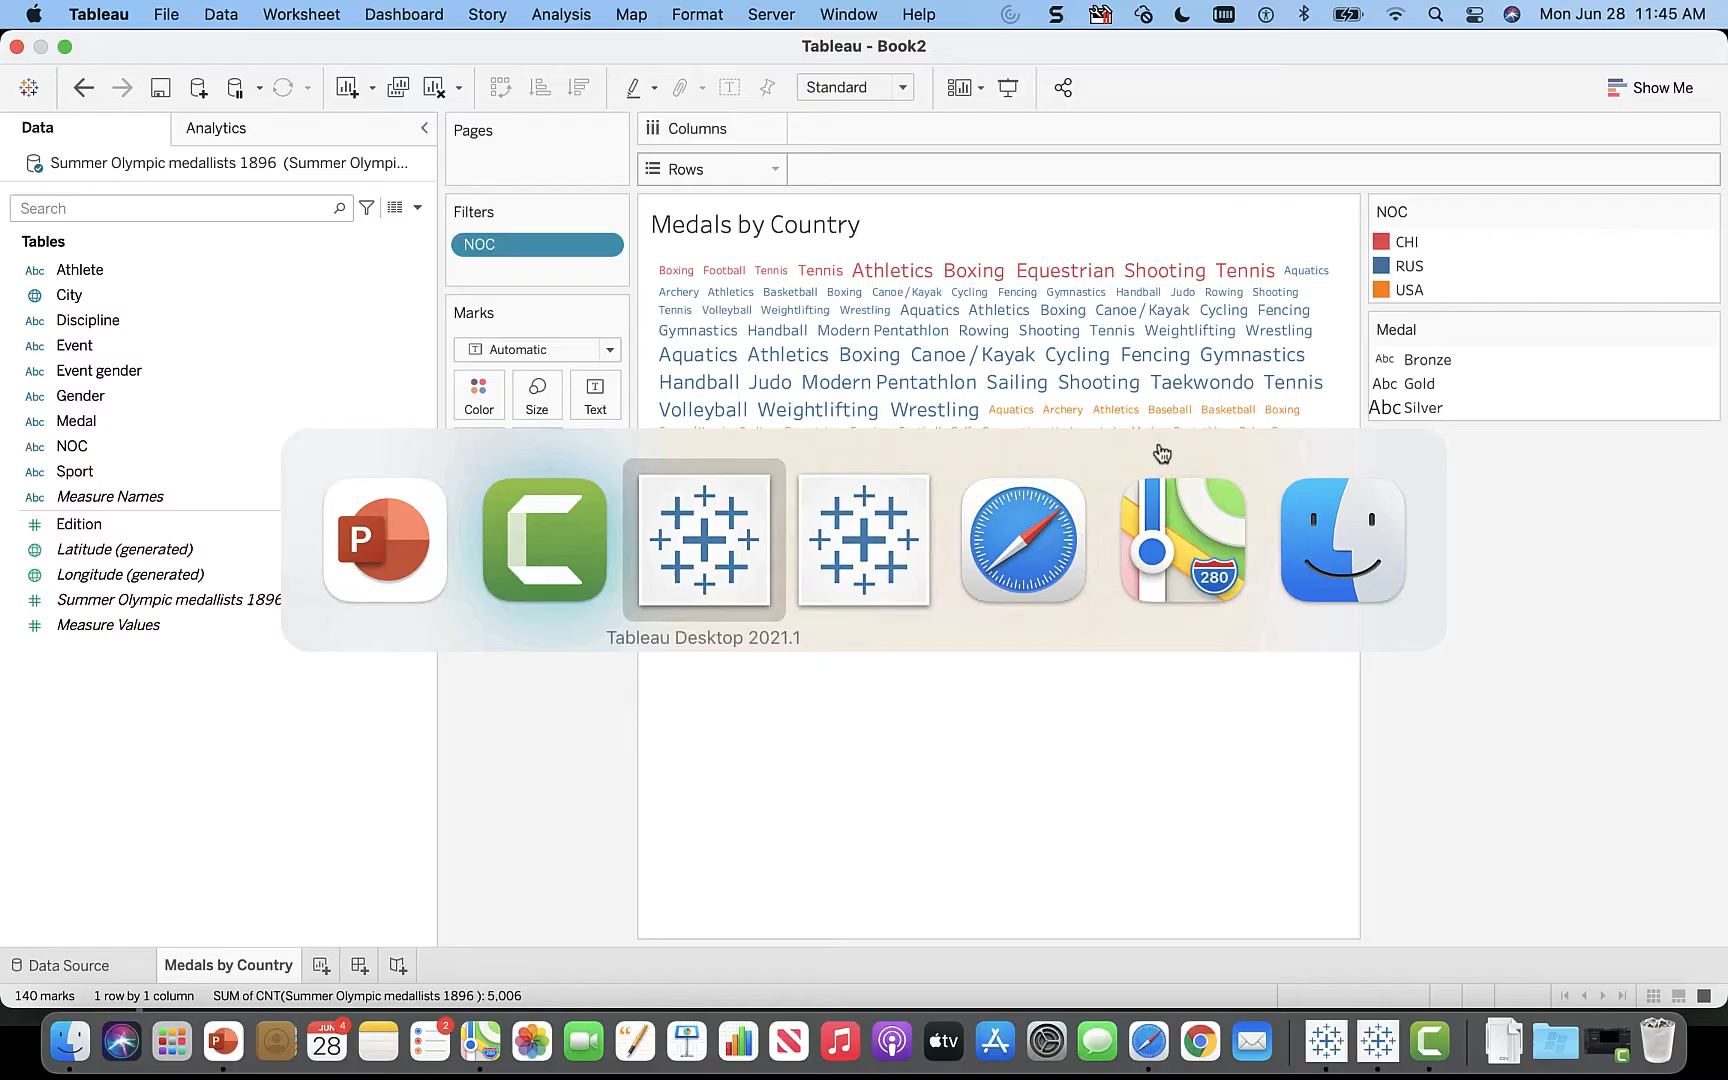 Tableau File Data Worksheet Dashboard Story Analysis Map Format Server Window Help Mon Jun 28 11:45 AM
Tableau - Book2
Standard Show Me
Data Analytics Pages Columns
Summer Olympic medallists 1896 (Summer Olympi...
Rows
Search Filters
NOC
Tables
Athlete
City
Discipline
Event
Event gender
Gender
Medal
NOC
Sport
Measure Names
Edition
Latitude (generated)
Longitude (generated)
Summer Olympic medallists 1896
Measure Values
Marks
Automatic
Color Size Text
Medals by Country
Boxing Football Tennis Tennis Athletics Boxing Equestrian Shooting Tennis Aquatics
Archery Athletics Basketball Boxing Canoe / Kayak Cycling Fencing Gymnastics Handball Judo Rowing Shooting
Tennis Volleyball Weightlifting Wrestling Aquatics Athletics Boxing Canoe / Kayak Cycling Fencing
Gymnastics Handball Modern Pentathlon Rowing Shooting Tennis Weightlifting Wrestling
Aquatics Athletics Boxing Canoe / Kayak Cycling Fencing Gymnastics
Handball Judo Modern Pentathlon Sailing Shooting Taekwondo Tennis
Volleyball Weightlifting Wrestling Aquatics Archery Athletics Baseball Basketball Boxing
NOC
CHI
RUS
USA
Medal
Abc Bronze
Abc Gold
Abc Silver
P
280
Tableau Desktop 2021.1
Data Source Medals by Country
140 marks 1 row by 1 column SUM of CNT(Summer Olympic medallists 1896 ): 5,006
JUN 4
28
2
tv